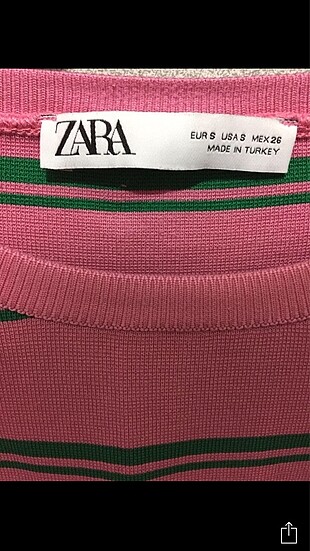 ZARA
EUR S USA S MEX 26
MADE IN TURKEY